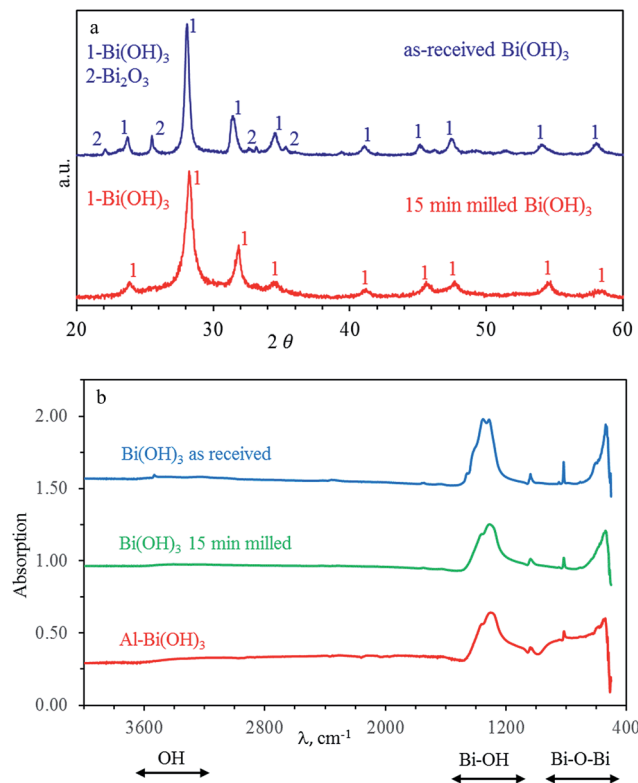 a
1-Bi(OH)₃
2-Bi₂O₃
as-received Bi(OH)₃
2 1 2 1 1 2 1 2 1 1 1 1 1
a.u.
1-Bi(OH)₃
15 min milled Bi(OH)₃
1 1 1 1 1 1 1 1 1
20 30 40 50 60
2 θ
b
2.00
Bi(OH)₃ as received
1.50
Bi(OH)₃ 15 min milled
1.00
Absorption
Al-Bi(OH)₃
0.50
0.00
3600 2800 2000 1200 400
λ, cm⁻¹
OH Bi-OH Bi-O-Bi